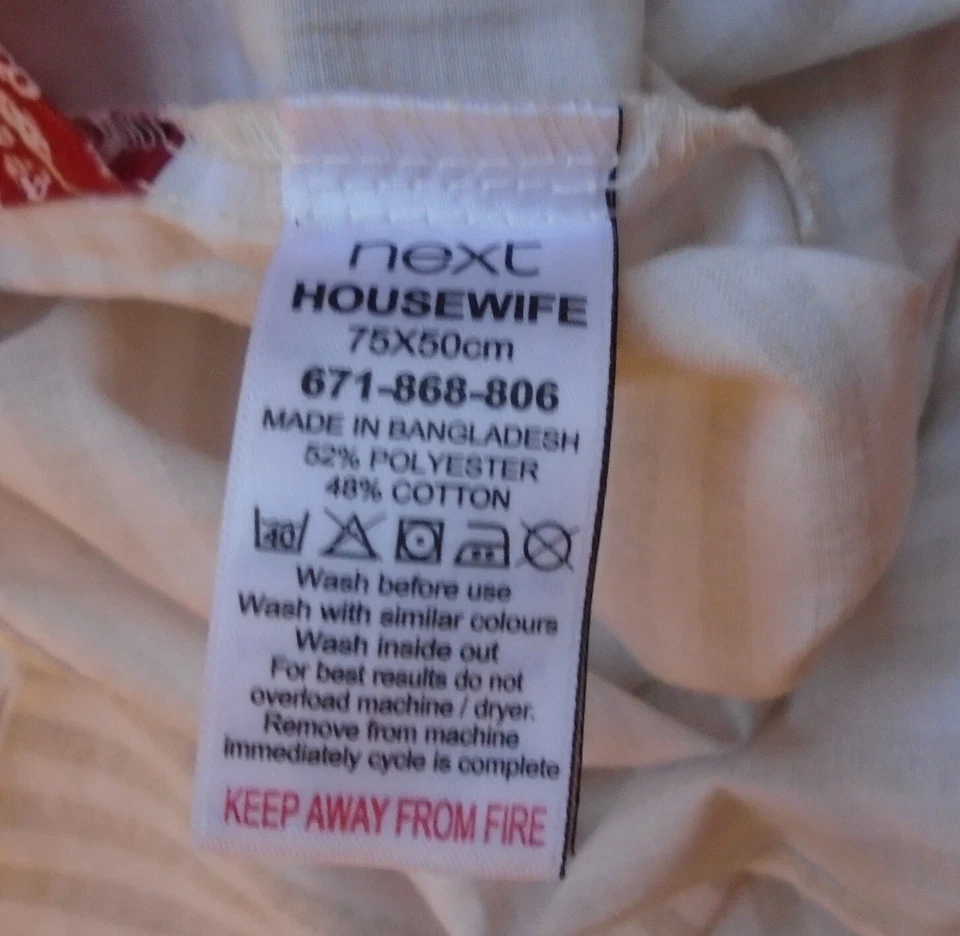 next
HOUSEWIFE
75X50cm
671-868-806
MADE IN BANGLADESH
52% POLYESTER
48% COTTON
40
Wash before use
Wash with similar colours
Wash inside out
For best results do not
overload machine / dryer.
Remove from machine
immediately cycle is complete
KEEP AWAY FROM FIRE